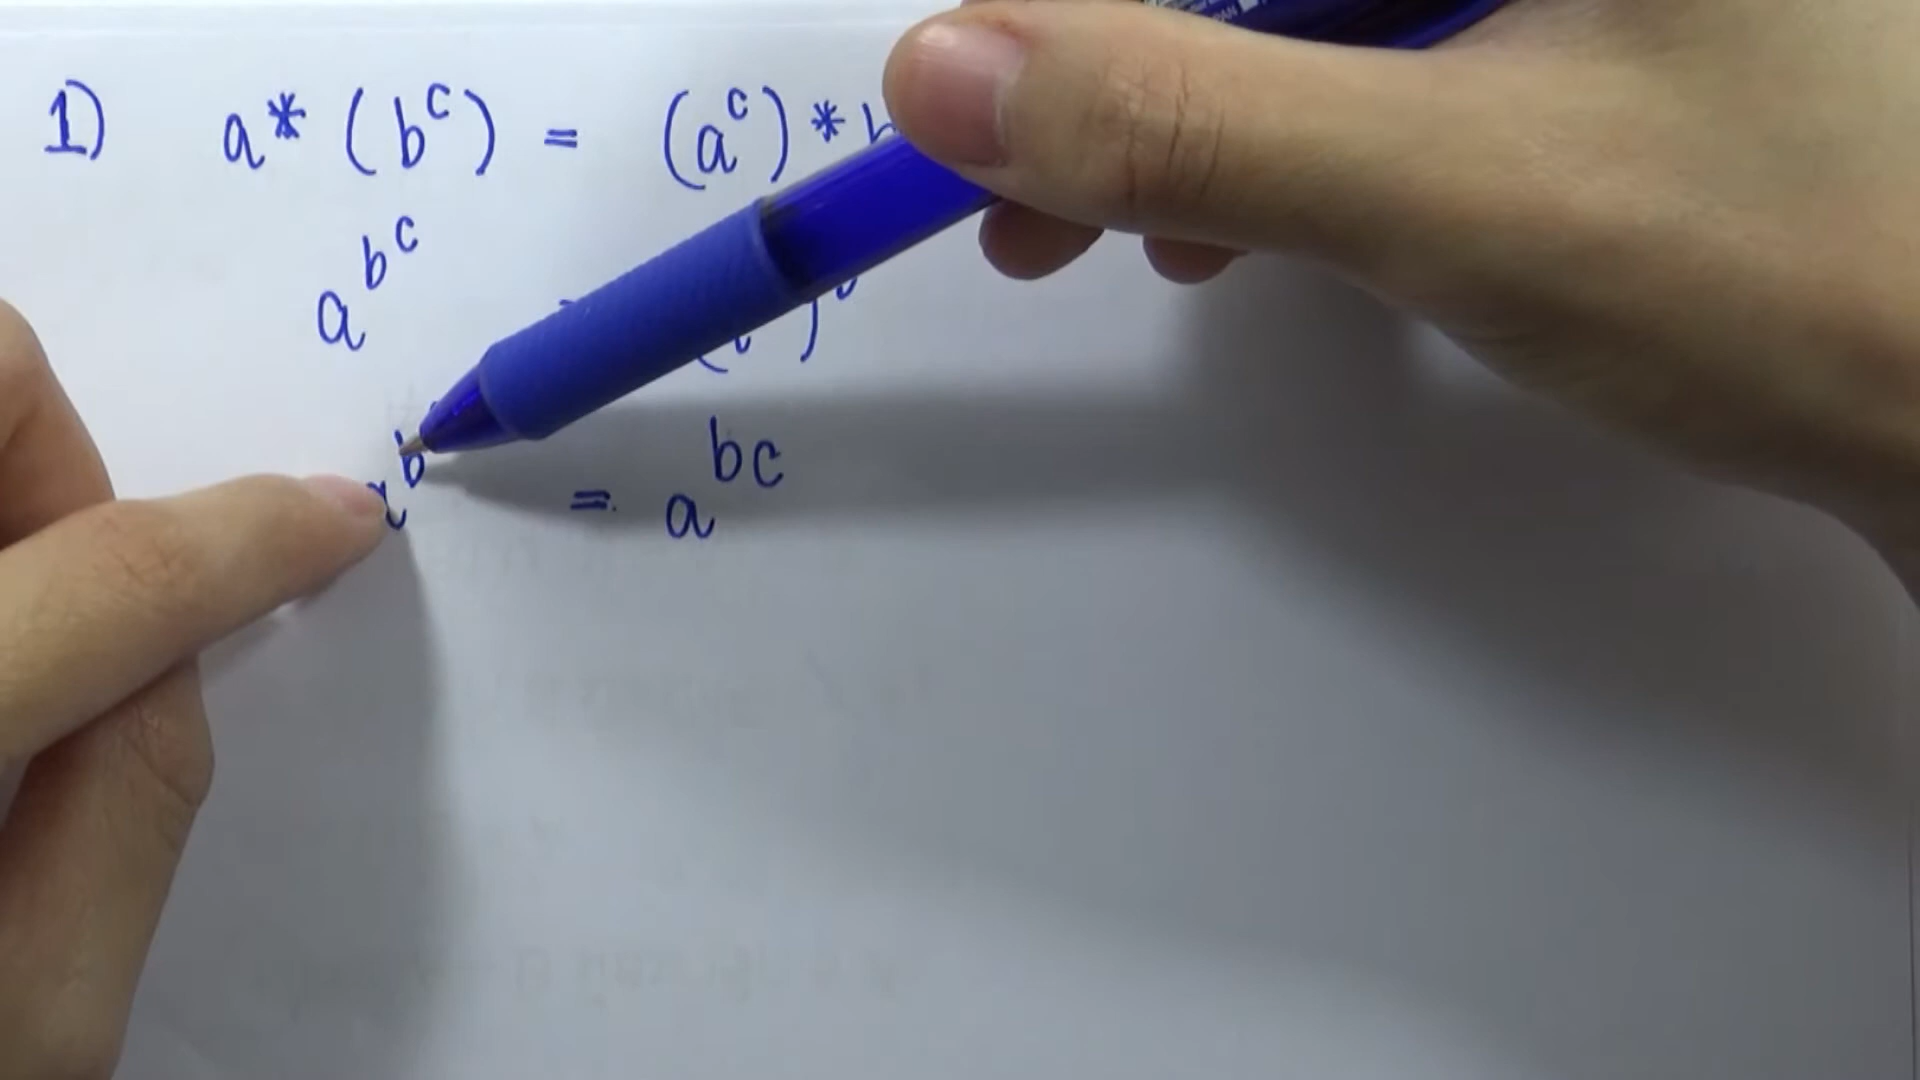 1) a * (b^c) = (a^c) * b
a^b^c
a^b = a^bc